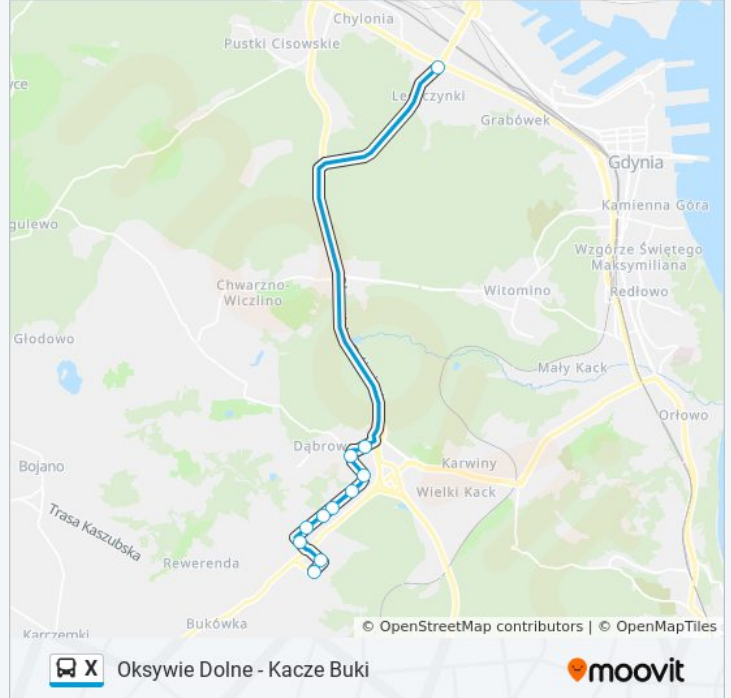 Chylonia
Pustki Cisowskie
Leszczynki
Grabówek
Gdynia
Kamienna Góra
gulewo
Wzgórze Świętego
Maksymiliana
Chwarzno-
Wiczlino
Witomino
Redłowo
Głodowo
Mały Kack
Orłowo
Dąbrowa
Bojano
Karwiny
Wielki Kack
Trasa Kaszubska
Rewerenda
Bukówka
Karczemki
© OpenStreetMap contributors | © OpenMapTiles
X Oksywie Dolne - Kacze Buki
moovit